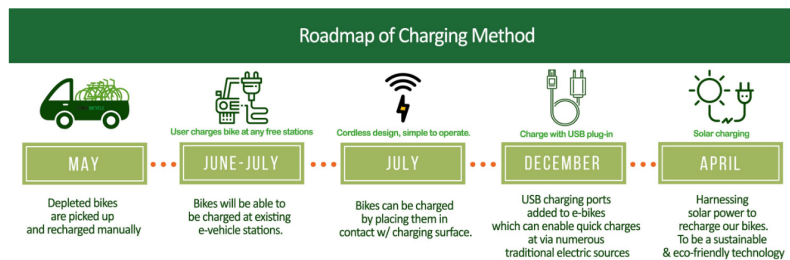 Roadmap of Charging Method
User charges bike at any free stations
Cordless design, simple to operate.
Charge with USB plug-in
Solar charging
MAY
JUNE-JULY
JULY
DECEMBER
APRIL
Depleted bikes
are picked up
and recharged manually
Bikes will be able to
be charged at existing
e-vehicle stations.
Bikes can be charged
by placing them in
contact w/ charging surface.
USB charging ports
added to e-bikes
which can enable quick charges
at via numerous
traditional electric sources
Harnessing
solar power to
recharge our bikes.
To be a sustainable
& eco-friendly technology